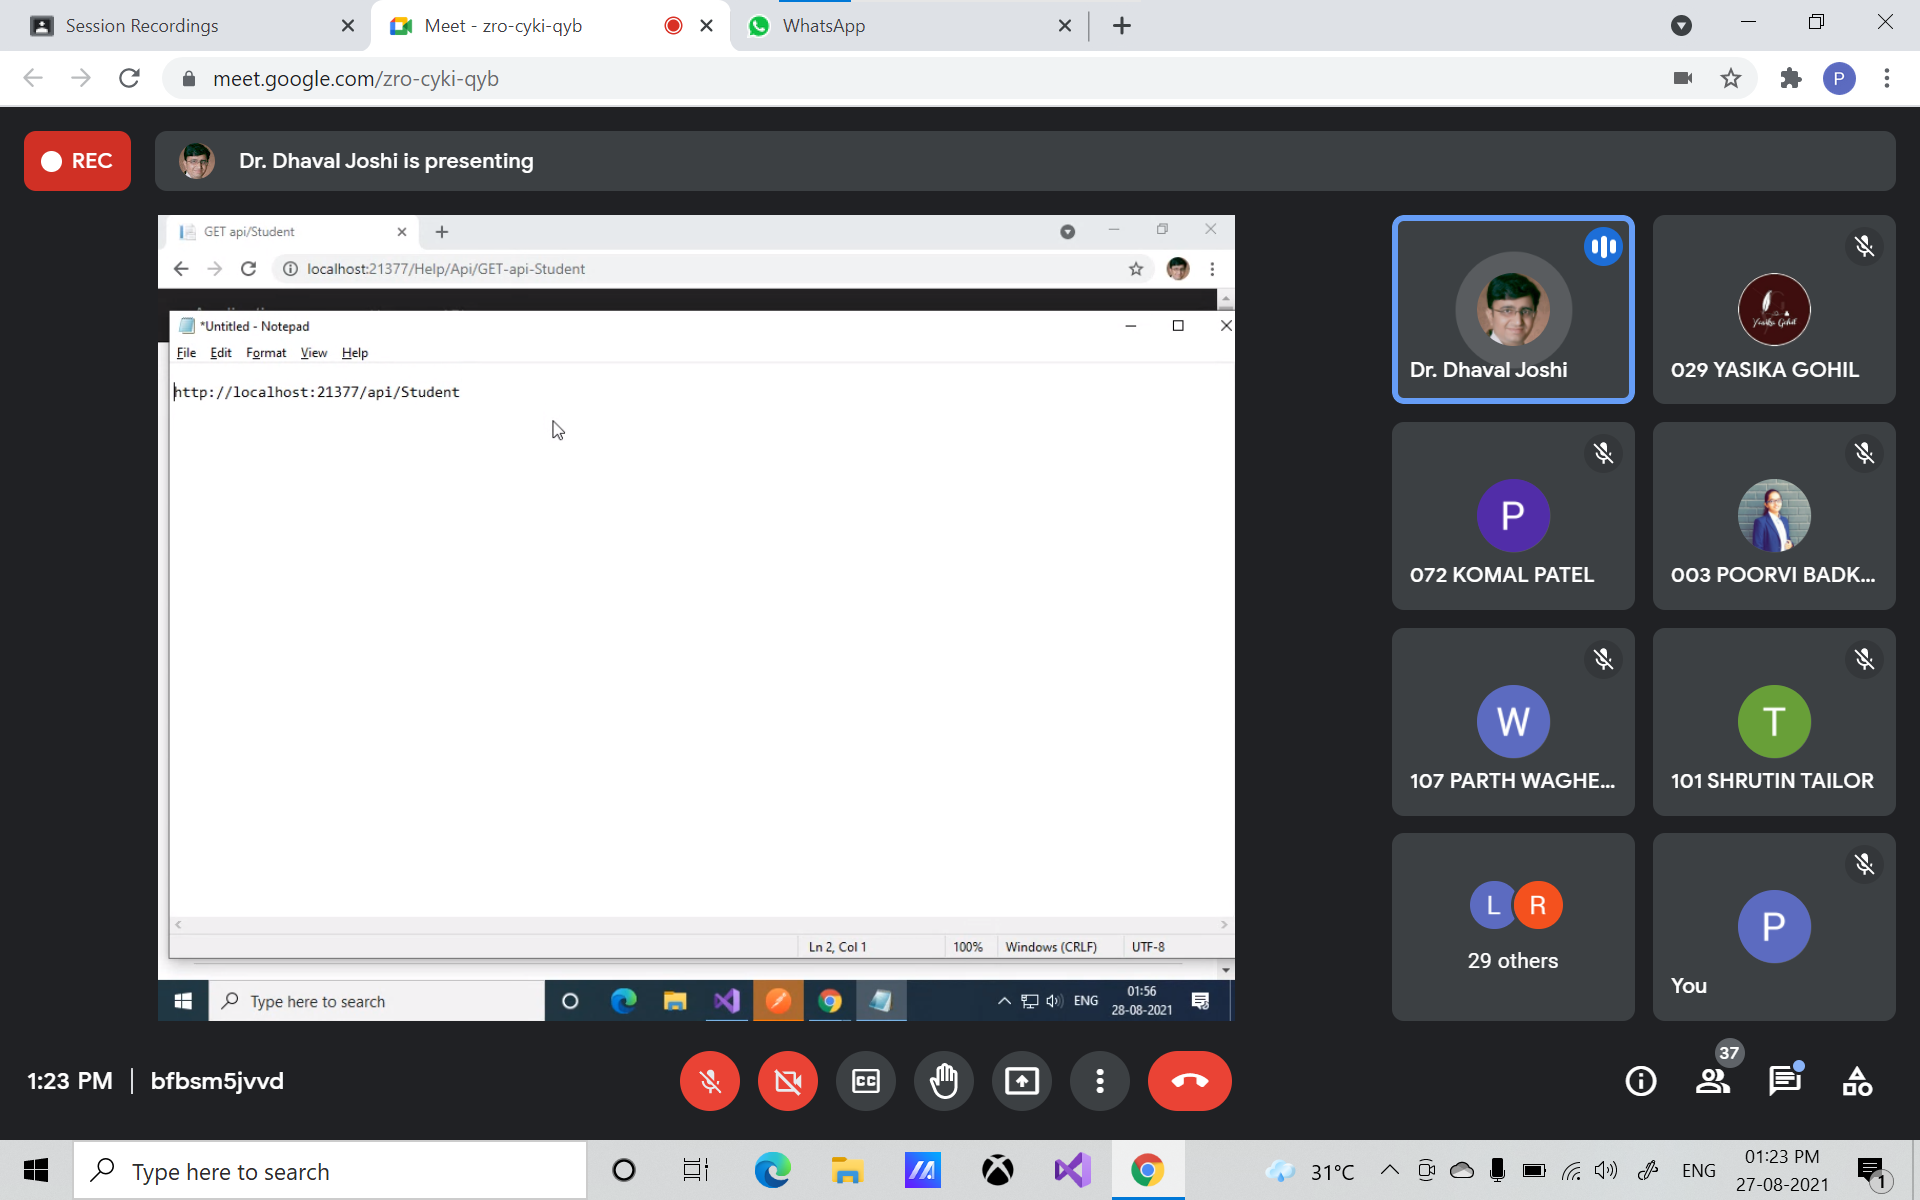 Session Recordings
Meet - zro-cyki-qyb
WhatsApp
meet.google.com/zro-cyki-qyb
P
REC
Dr. Dhaval Joshi is presenting
GET api/Student
localhost:21377/Help/Api/GET-api-Student
*Untitled - Notepad
File Edit Format View Help
http://localhost:21377/api/Student
Ln 2, Col 1 100% Windows (CRLF) UTF-8
Type here to search
ENG
01:56
28-08-2021
Dr. Dhaval Joshi
Yasika Gohil
029 YASIKA GOHIL
P
072 KOMAL PATEL
003 POORVI BADK...
W
107 PARTH WAGHE...
T
101 SHRUTIN TAILOR
L R
29 others
P
You
1:23 PM | bfbsm5jvvd
CC
37
Type here to search
31°C
ENG
01:23 PM
27-08-2021
1